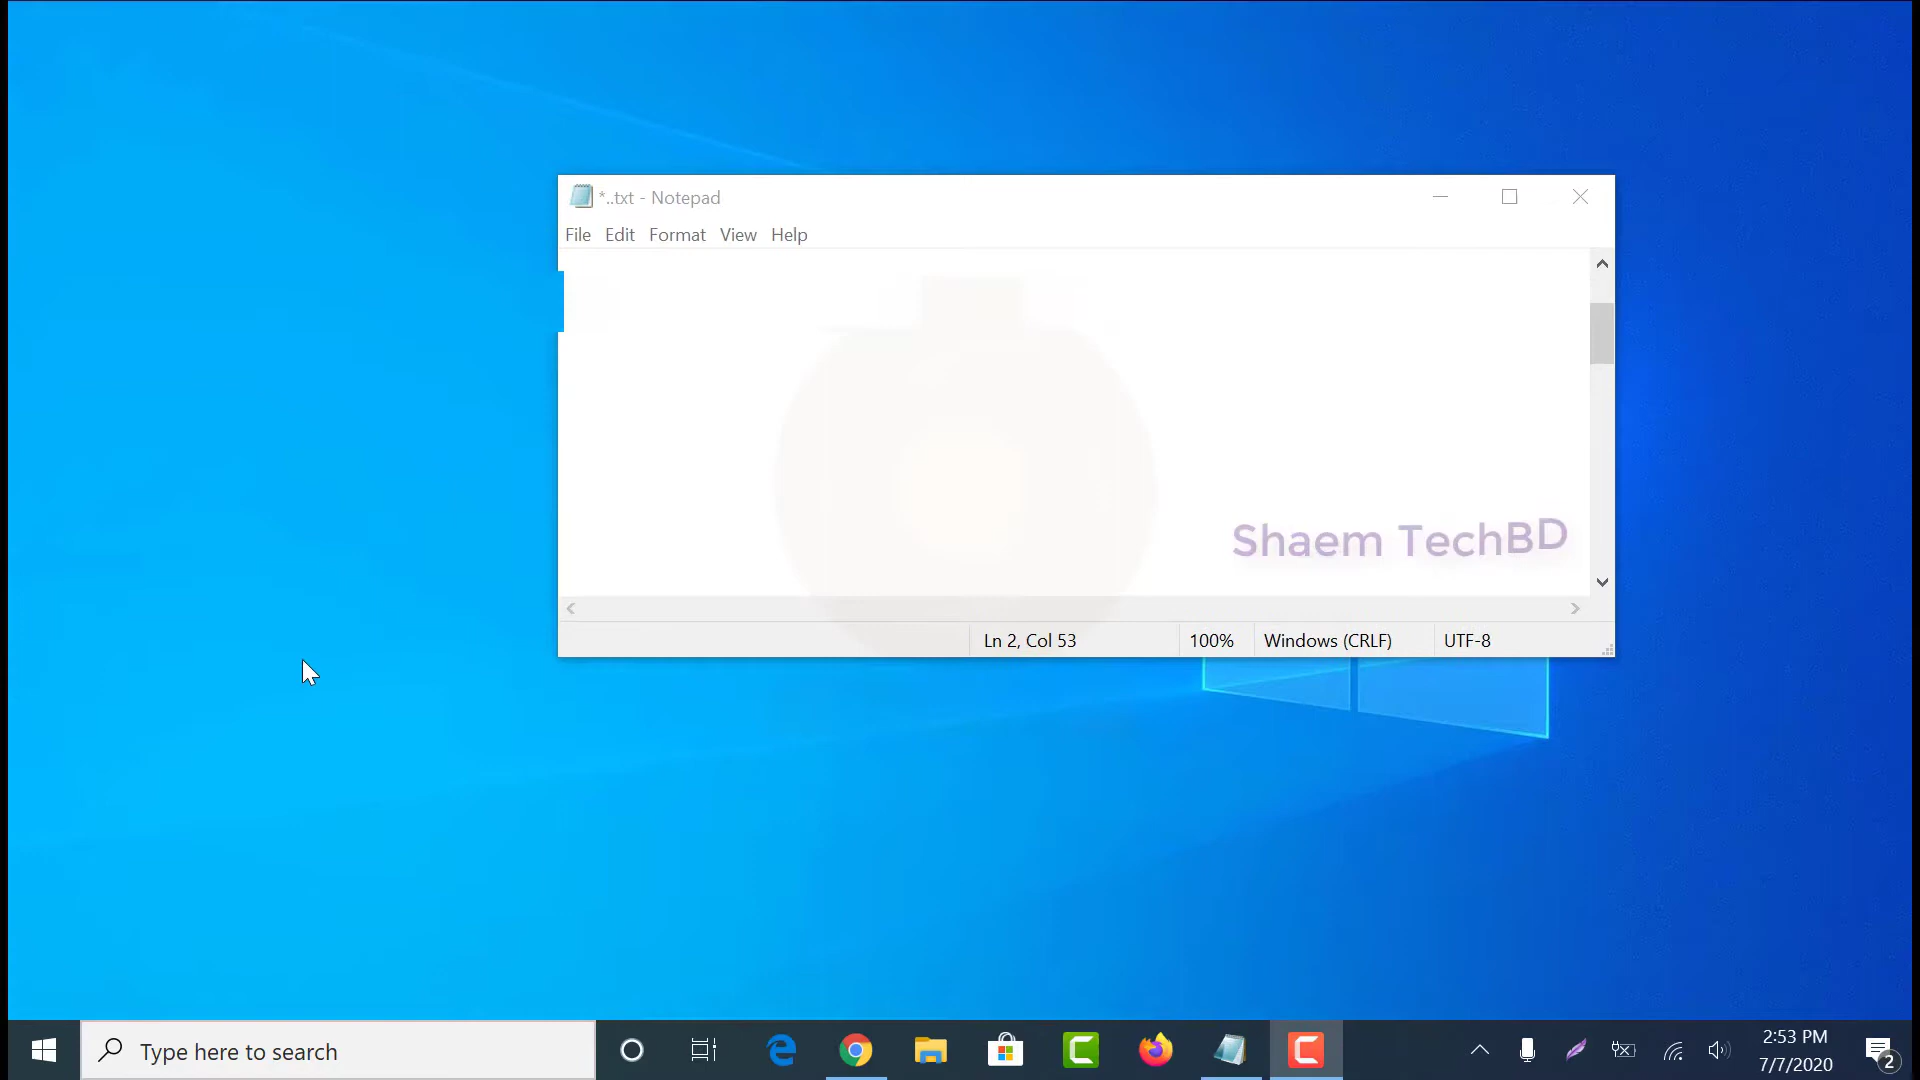 *..txt - Notepad
File Edit Format View Help
Shaem TechBD
Ln 2, Col 53 100% Windows (CRLF) UTF-8
Type here to search
2:53 PM
7/7/2020
2